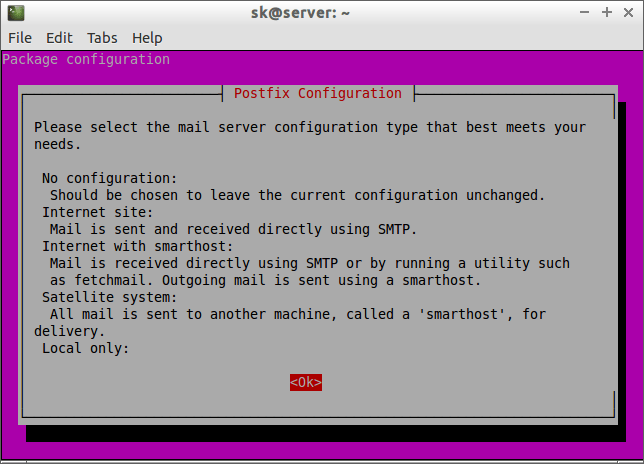 sk@server: ~
File Edit Tabs Help
Package configuration
Postfix Configuration
Please select the mail server configuration type that best meets your
needs.
No configuration:
Should be chosen to leave the current configuration unchanged.
Internet site:
Mail is sent and received directly using SMTP.
Internet with smarthost:
Mail is received directly using SMTP or by running a utility such
as fetchmail. Outgoing mail is sent using a smarthost.
Satellite system:
All mail is sent to another machine, called a 'smarthost', for
delivery.
Local only:
<Ok>